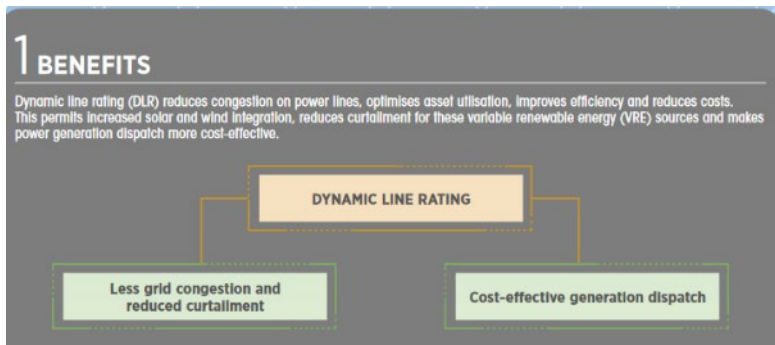 1 BENEFITS
Dynamic line rating (DLR) reduces congestion on power lines, optimises asset utilisation, improves efficiency and reduces costs.
This permits increased solar and wind integration, reduces curtailment for these variable renewable energy (VRE) sources and makes
power generation dispatch more cost-effective.
DYNAMIC LINE RATING
Less grid congestion and
reduced curtailment
Cost-effective generation dispatch